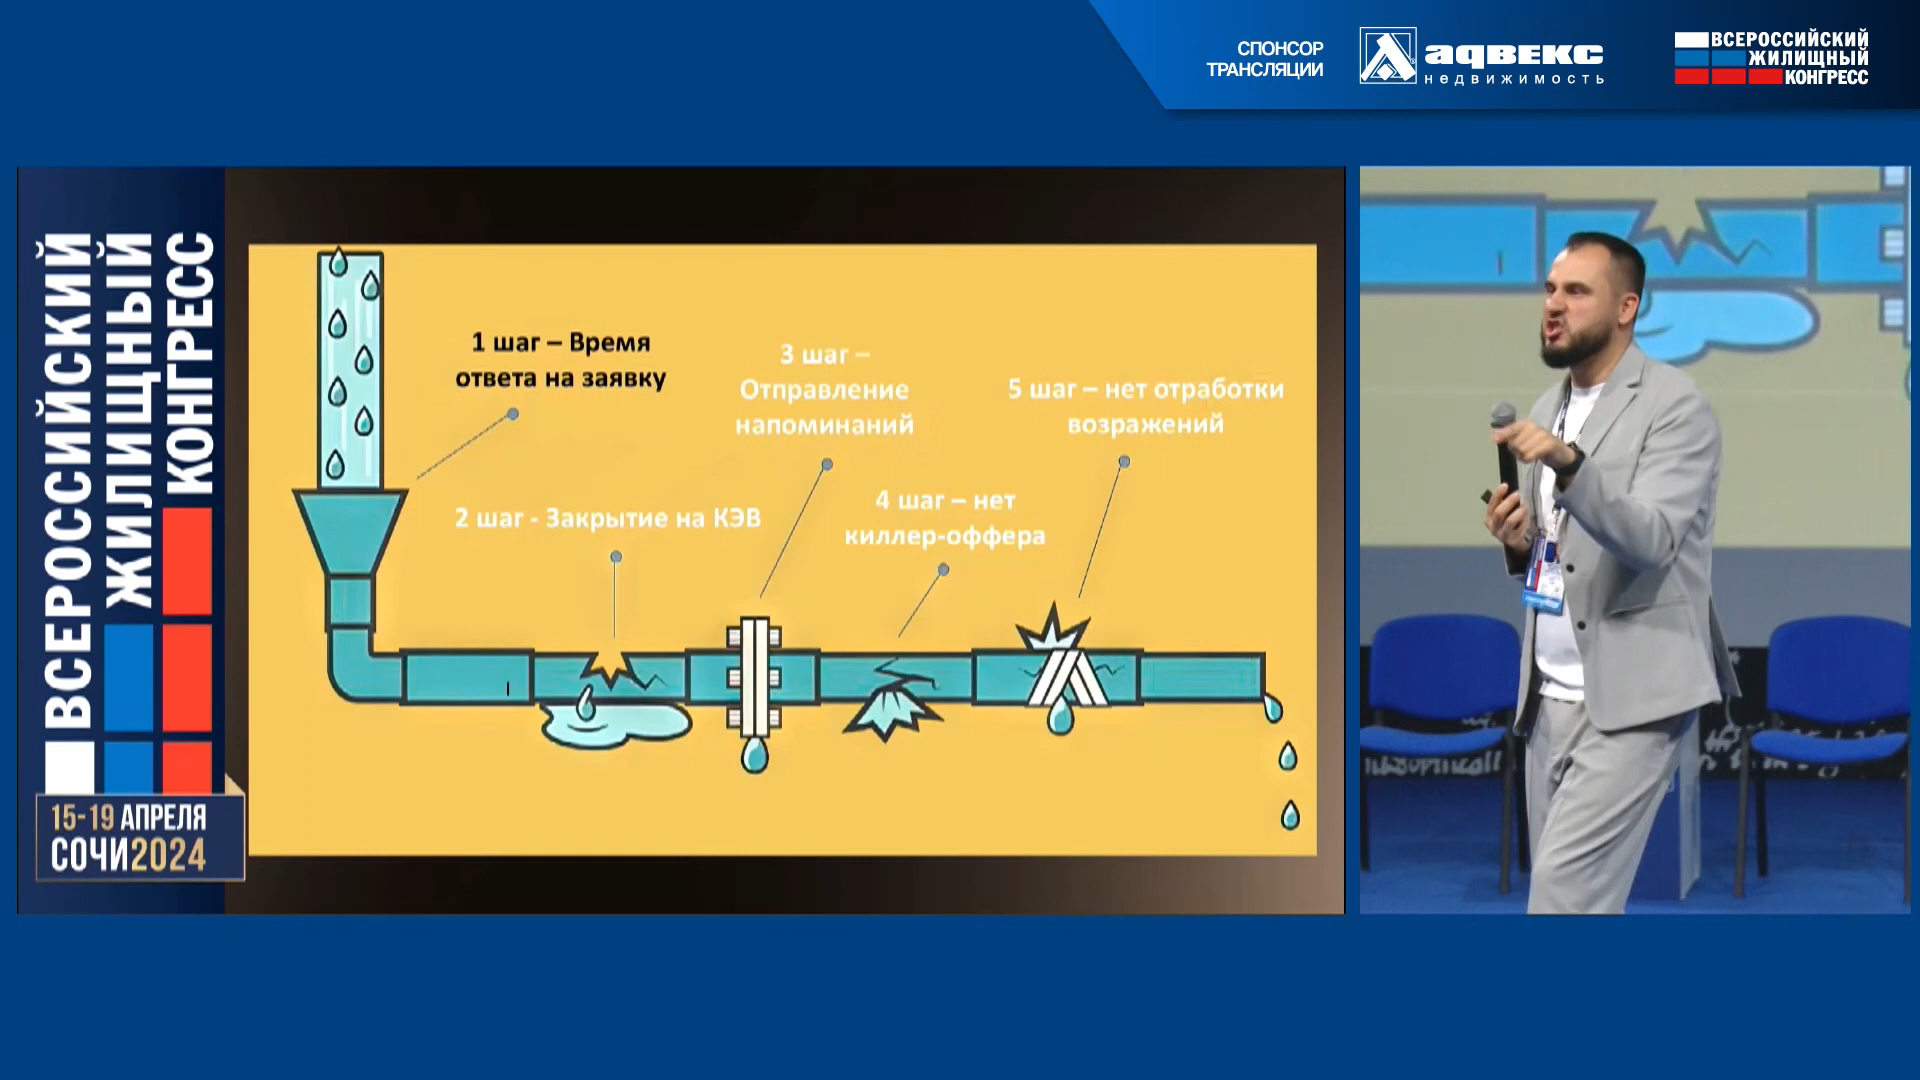 СПОНСОР
ТРАНСЛЯЦИИ
адвекс
недвижимость
ВСЕРОССИЙСКИЙ
ЖИЛИЩНЫЙ
КОНГРЕСС
ВСЕРОССИЙСКИЙ
ЖИЛИЩНЫЙ
КОНГРЕСС
15-19 АПРЕЛЯ
СОЧИ2024
1 шаг – Время
ответа на заявку
2 шаг - Закрытие на КЭВ
3 шаг –
Отправление
напоминаний
4 шаг – нет
киллер-оффера
5 шаг – нет отработки
возражений